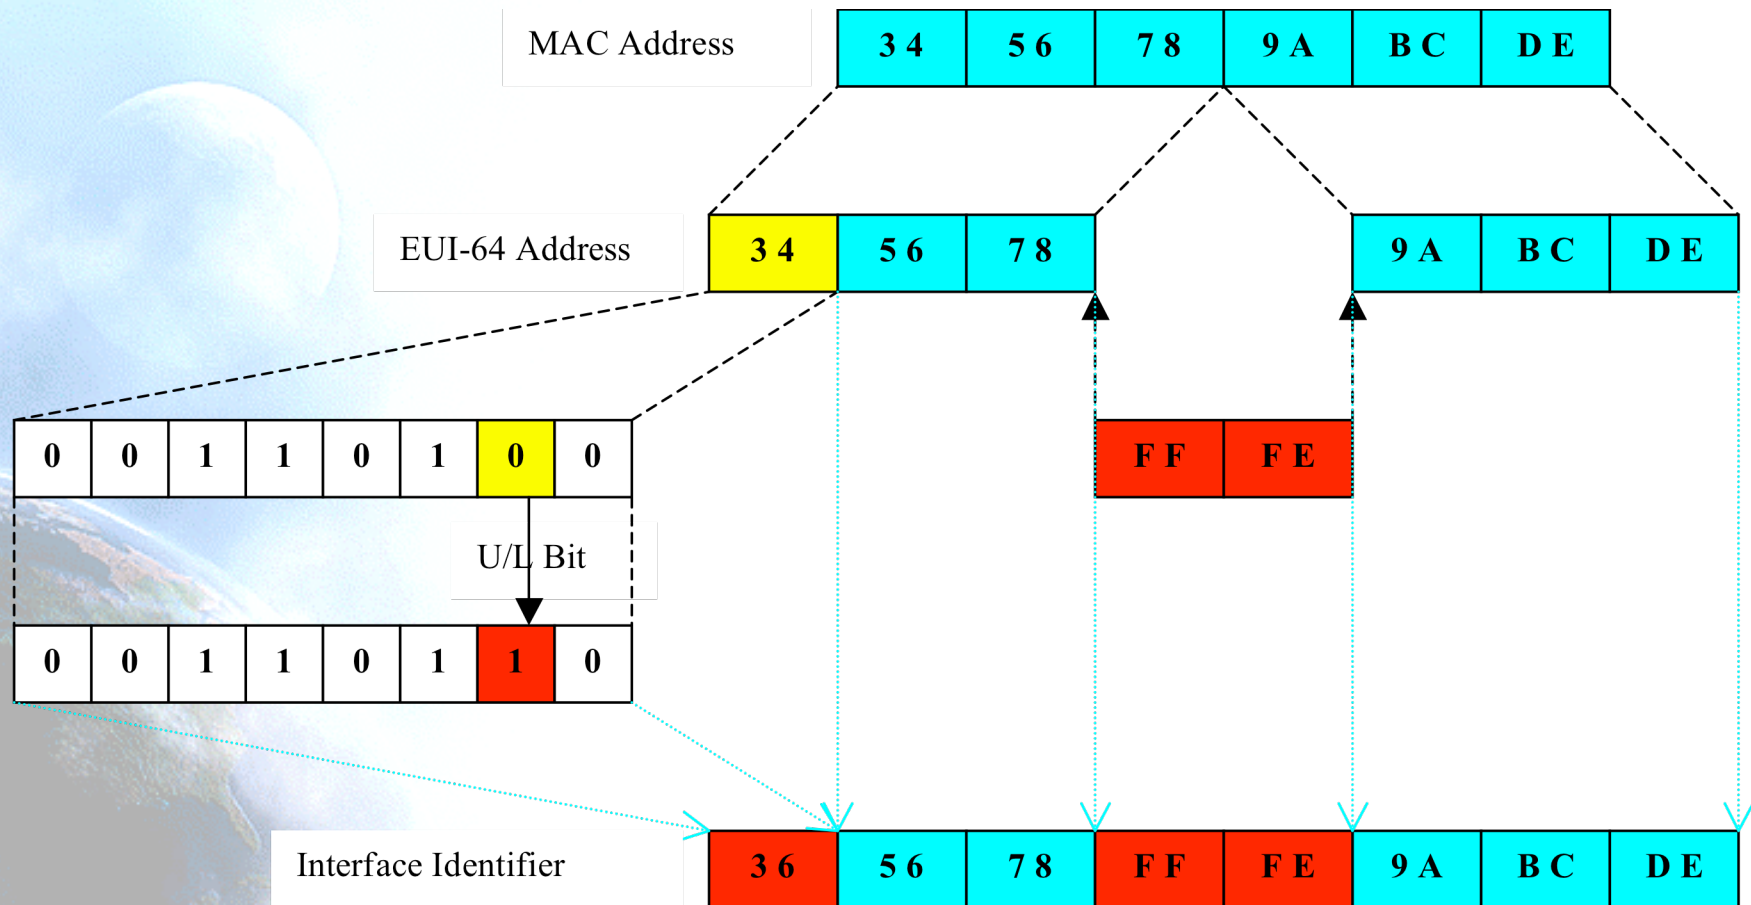 MAC Address 3 4 5 6 7 8 9 A B C D E
EUI-64 Address 3 4 5 6 7 8 9 A B C D E
0 0 1 1 0 1 0 0 F F F E
U/L Bit
0 0 1 1 0 1 1 0
Interface Identifier 3 6 5 6 7 8 F F F E 9 A B C D E